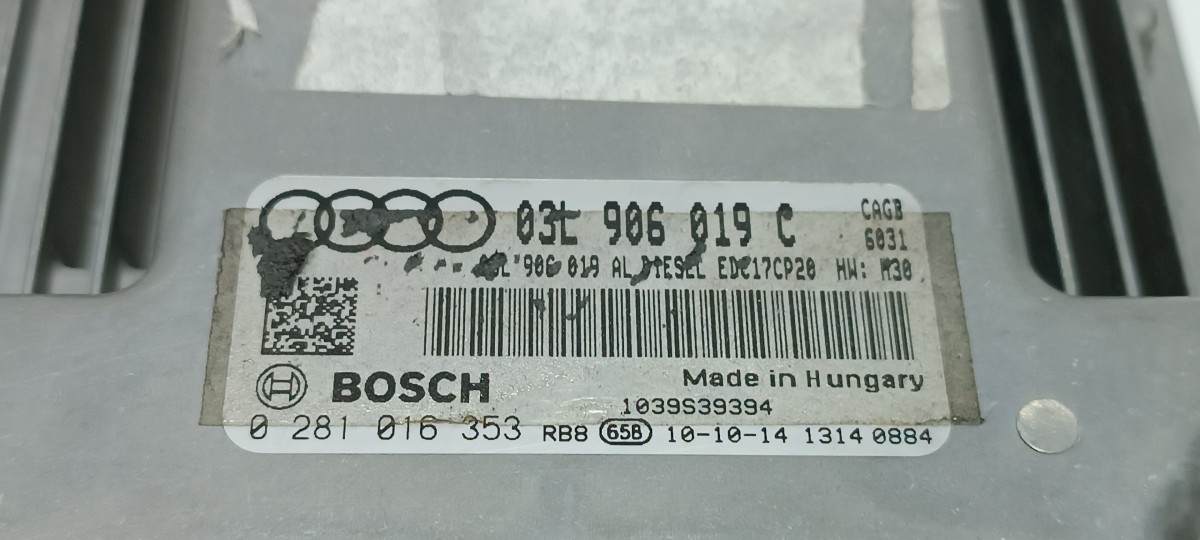 03L 906 019 C
CAGB
6031
03L 906 019 AL DIESEL EDC17CP20 HW: M30
BOSCH
Made in Hungary
1039S39394
0 281 016 353 RB8 65B 10-10-14 1314 0884